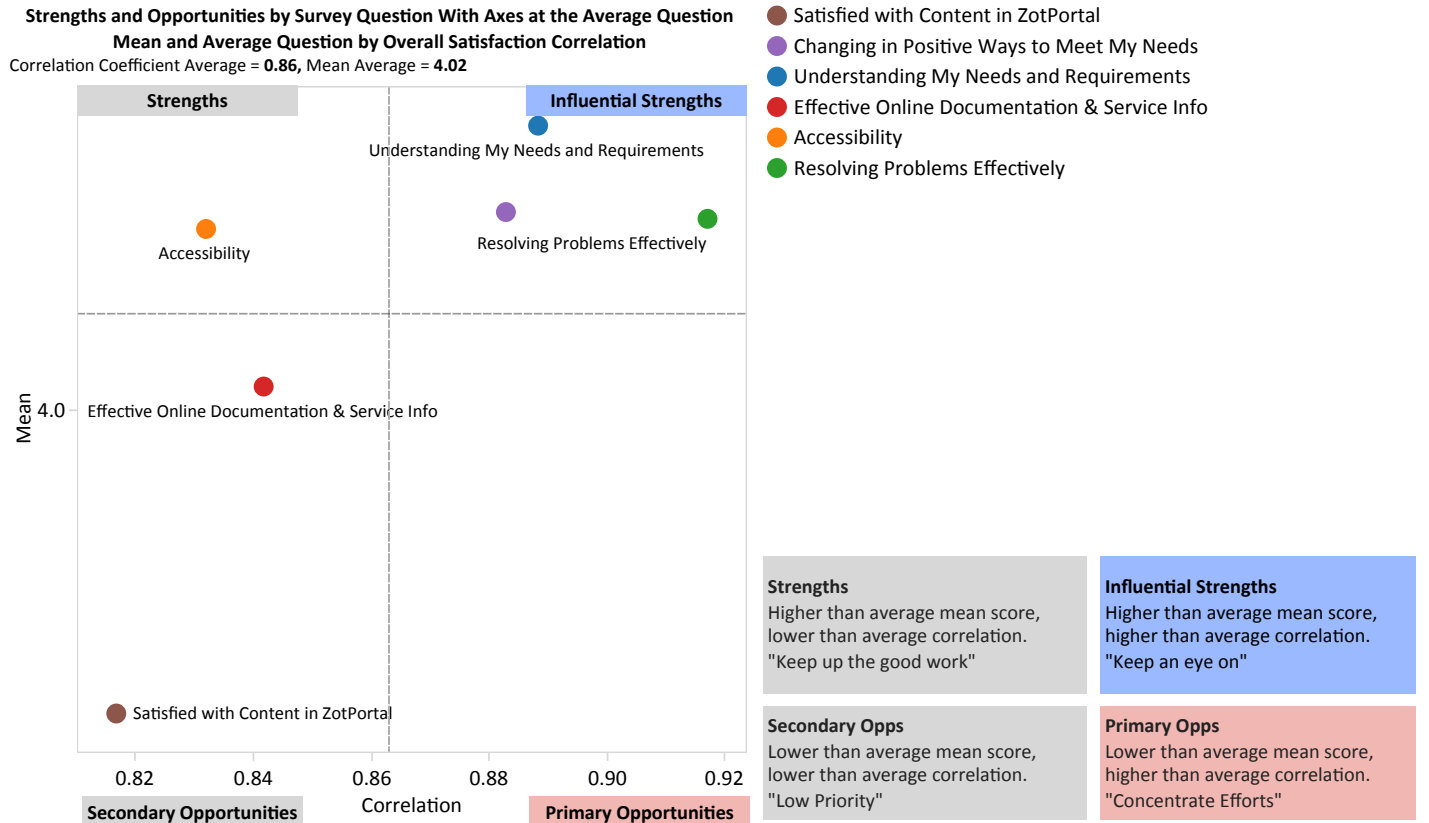 Strengths and Opportunities by Survey Question With Axes at the Average Question
Mean and Average Question by Overall Satisfaction Correlation
Correlation Coefficient Average = 0.86, Mean Average = 4.02
Strengths
Influential Strengths
Understanding My Needs and Requirements
Accessibility
Resolving Problems Effectively
Mean
4.0
Effective Online Documentation & Service Info
Satisfied with Content in ZotPortal
0.82
0.84
0.86
0.88
0.90
0.92
Correlation
Secondary Opportunities
Primary Opportunities
Satisfied with Content in ZotPortal
Changing in Positive Ways to Meet My Needs
Understanding My Needs and Requirements
Effective Online Documentation & Service Info
Accessibility
Resolving Problems Effectively
Strengths
Higher than average mean score,
lower than average correlation.
"Keep up the good work"
Influential Strengths
Higher than average mean score,
higher than average correlation.
"Keep an eye on"
Secondary Opps
Lower than average mean score,
lower than average correlation.
"Low Priority"
Primary Opps
Lower than average mean score,
higher than average correlation.
"Concentrate Efforts"